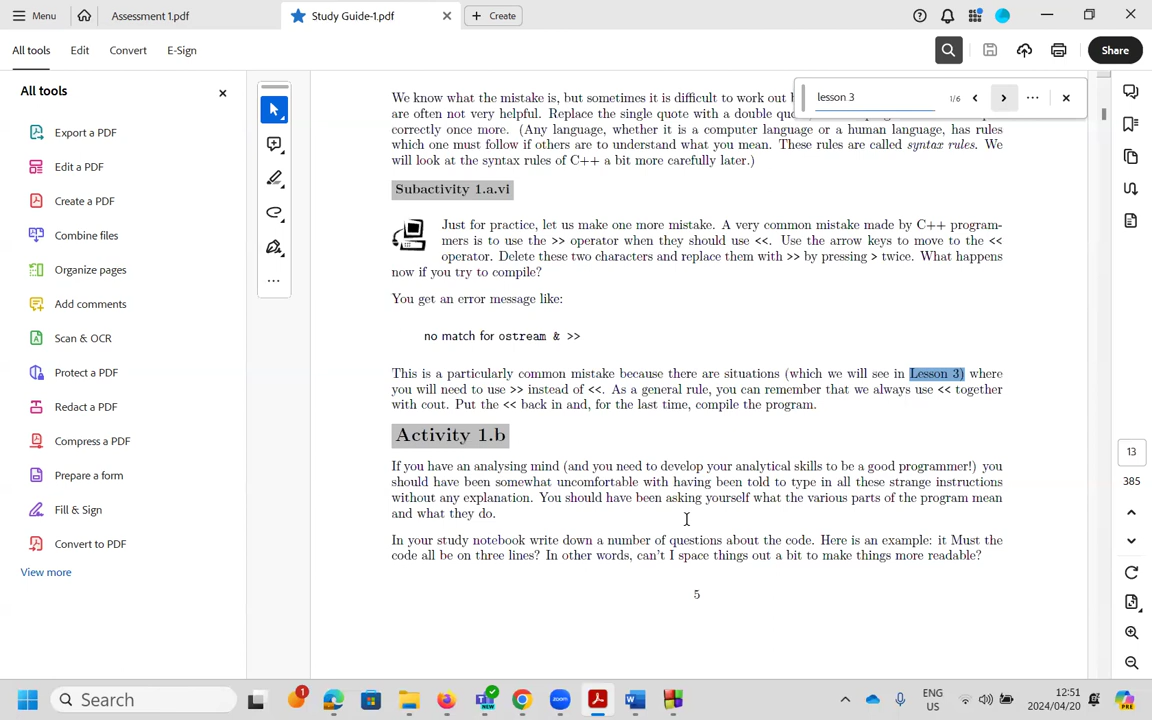 Menu
Assessment 1.pdf
Study Guide-1.pdf
Create
All tools
Edit
Convert
E-Sign
Share
All tools
Export a PDF
Edit a PDF
Create a PDF
Combine files
Organize pages
Add comments
Scan & OCR
Protect a PDF
Redact a PDF
Compress a PDF
Prepare a form
Fill & Sign
Convert to PDF
View more
lesson 3
1/6
We know what the mistake is, but sometimes it is difficult to work out
are often not very helpful. Replace the single quote with a double
correctly once more. (Any language, whether it is a computer language or a human language, has rules
which one must follow if others are to understand what you mean. These rules are called syntax rules. We
will look at the syntax rules of C++ a bit more carefully later.)
Subactivity 1.a.vi
Just for practice, let us make one more mistake. A very common mistake made by C++ program-
mers is to use the >> operator when they should use <<. Use the arrow keys to move to the <<
operator. Delete these two characters and replace them with >> by pressing > twice. What happens
now if you try to compile?
You get an error message like:
no match for ostream & >>
This is a particularly common mistake because there are situations (which we will see in Lesson 3) where
you will need to use >> instead of <<. As a general rule, you can remember that we always use << together
with cout. Put the << back in and, for the last time, compile the program.
Activity 1.b
If you have an analysing mind (and you need to develop your analytical skills to be a good programmer!) you
should have been somewhat uncomfortable with having been told to type in all these strange instructions
without any explanation. You should have been asking yourself what the various parts of the program mean
and what they do.
In your study notebook write down a number of questions about the code. Here is an example: it Must the
code all be on three lines? In other words, can't I space things out a bit to make things more readable?
5
13
385
Search
1
NEW
zoom
ENG
US
12:51
2024/04/20
PRE